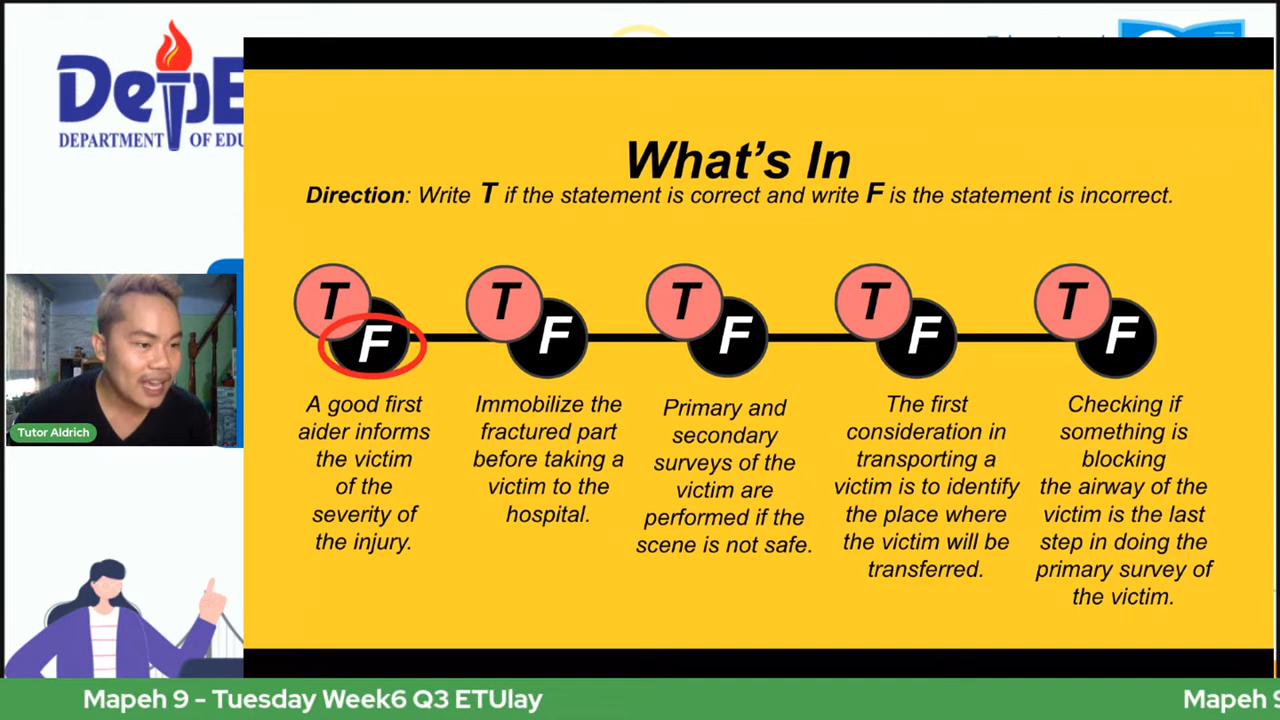 DepE
DEPARTMENT OF EDU
What's In
Direction: Write T if the statement is correct and write F is the statement is incorrect.
T
F
T
F
T
F
T
F
T
F
A good first
aider informs
the victim
of the
severity of
the injury.
Immobilize the
fractured part
before taking a
victim to the
hospital.
Primary and
secondary
surveys of the
victim are
performed if the
scene is not safe.
The first
consideration in
transporting a
victim is to identify
the place where
the victim will be
transferred.
Checking if
something is
blocking
the airway of the
victim is the last
step in doing the
primary survey of
the victim.
Tutor Aldrich
Mapeh 9 - Tuesday Week6 Q3 ETUlay
Mapeh 9